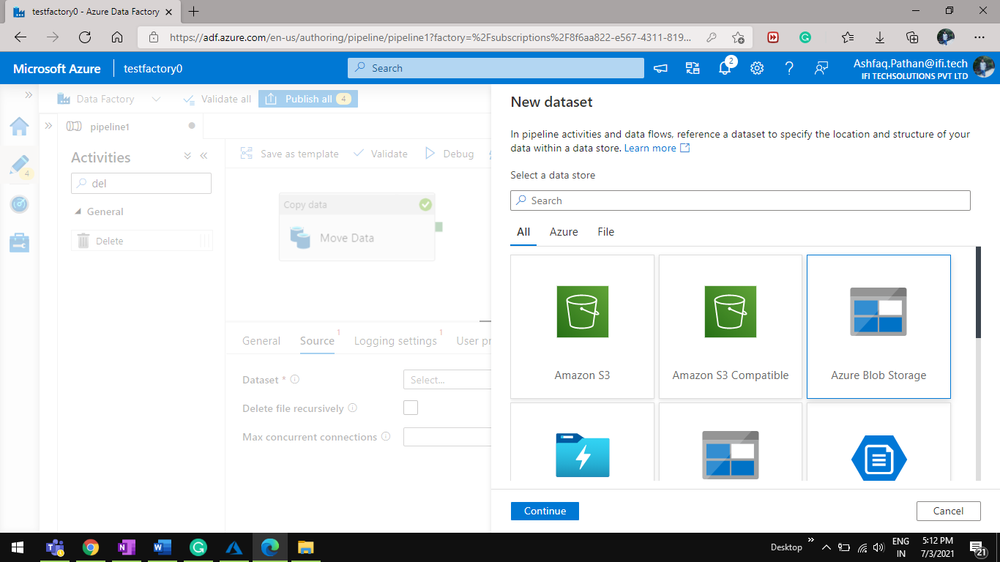 testfactory0 - Azure Data Factory
https://adf.azure.com/en-us/authoring/pipeline/pipeline1?factory=%2Fsubscriptions%2F8f6aa822-e567-4311-819...
Microsoft Azure
testfactory0
Search
2
Ashfaq.Pathan@ifi.tech
IFI TECHSOLUTIONS PVT LTD
Data Factory
Validate all
Publish all
4
pipeline1
4
Activities
del
General
Delete
Save as template
Validate
Debug
Copy data
Move Data
General
Source
1
Logging settings
1
User pr
Dataset *
Select...
Delete file recursively
Max concurrent connections
New dataset
In pipeline activities and data flows, reference a dataset to specify the location and structure of your
data within a data store. Learn more
Select a data store
Search
All
Azure
File
Amazon S3
Amazon S3 Compatible
Azure Blob Storage
Continue
Cancel
Desktop
ENG
IN
5:12 PM
7/3/2021
21